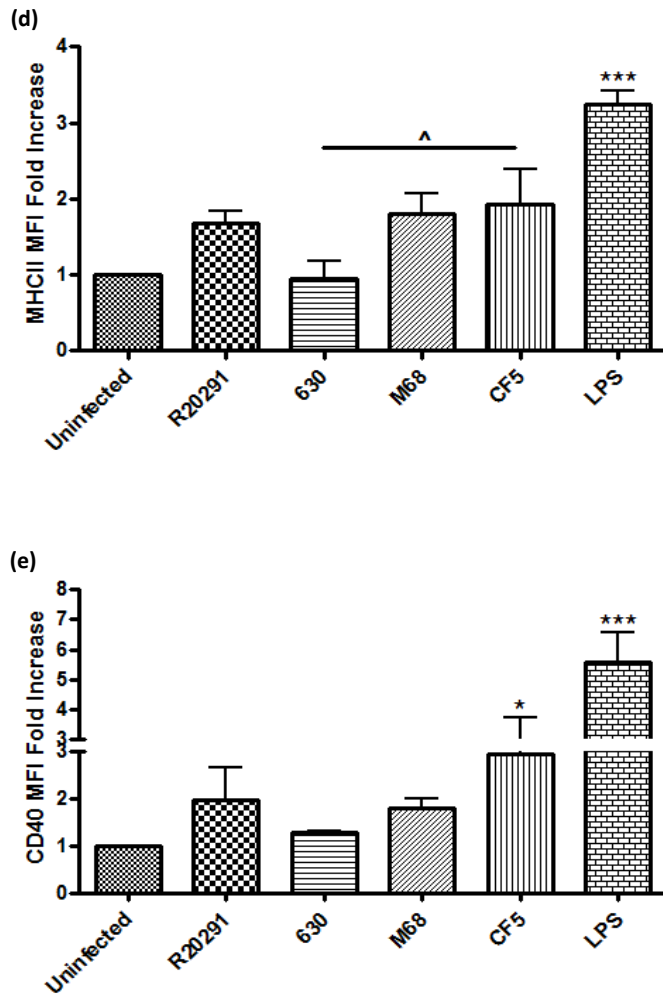 (d)
MHCII MFI Fold Increase
4
3
2
1
0
***
^
Uninfected
R20291
630
M68
CF5
LPS
(e)
CD40 MFI Fold Increase
8
7
6
5
4
3
3
2
1
0
***
*
Uninfected
R20291
630
M68
CF5
LPS